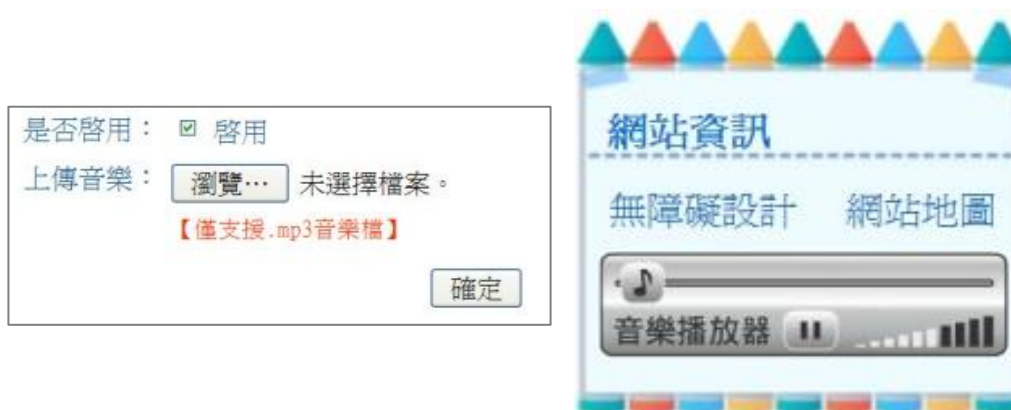 是否啓用： 啓用
上傳音樂： 瀏覽… 未選擇檔案。
【僅支援.mp3音樂檔】
確定
網站資訊
無障礙設計 網站地圖
音樂播放器